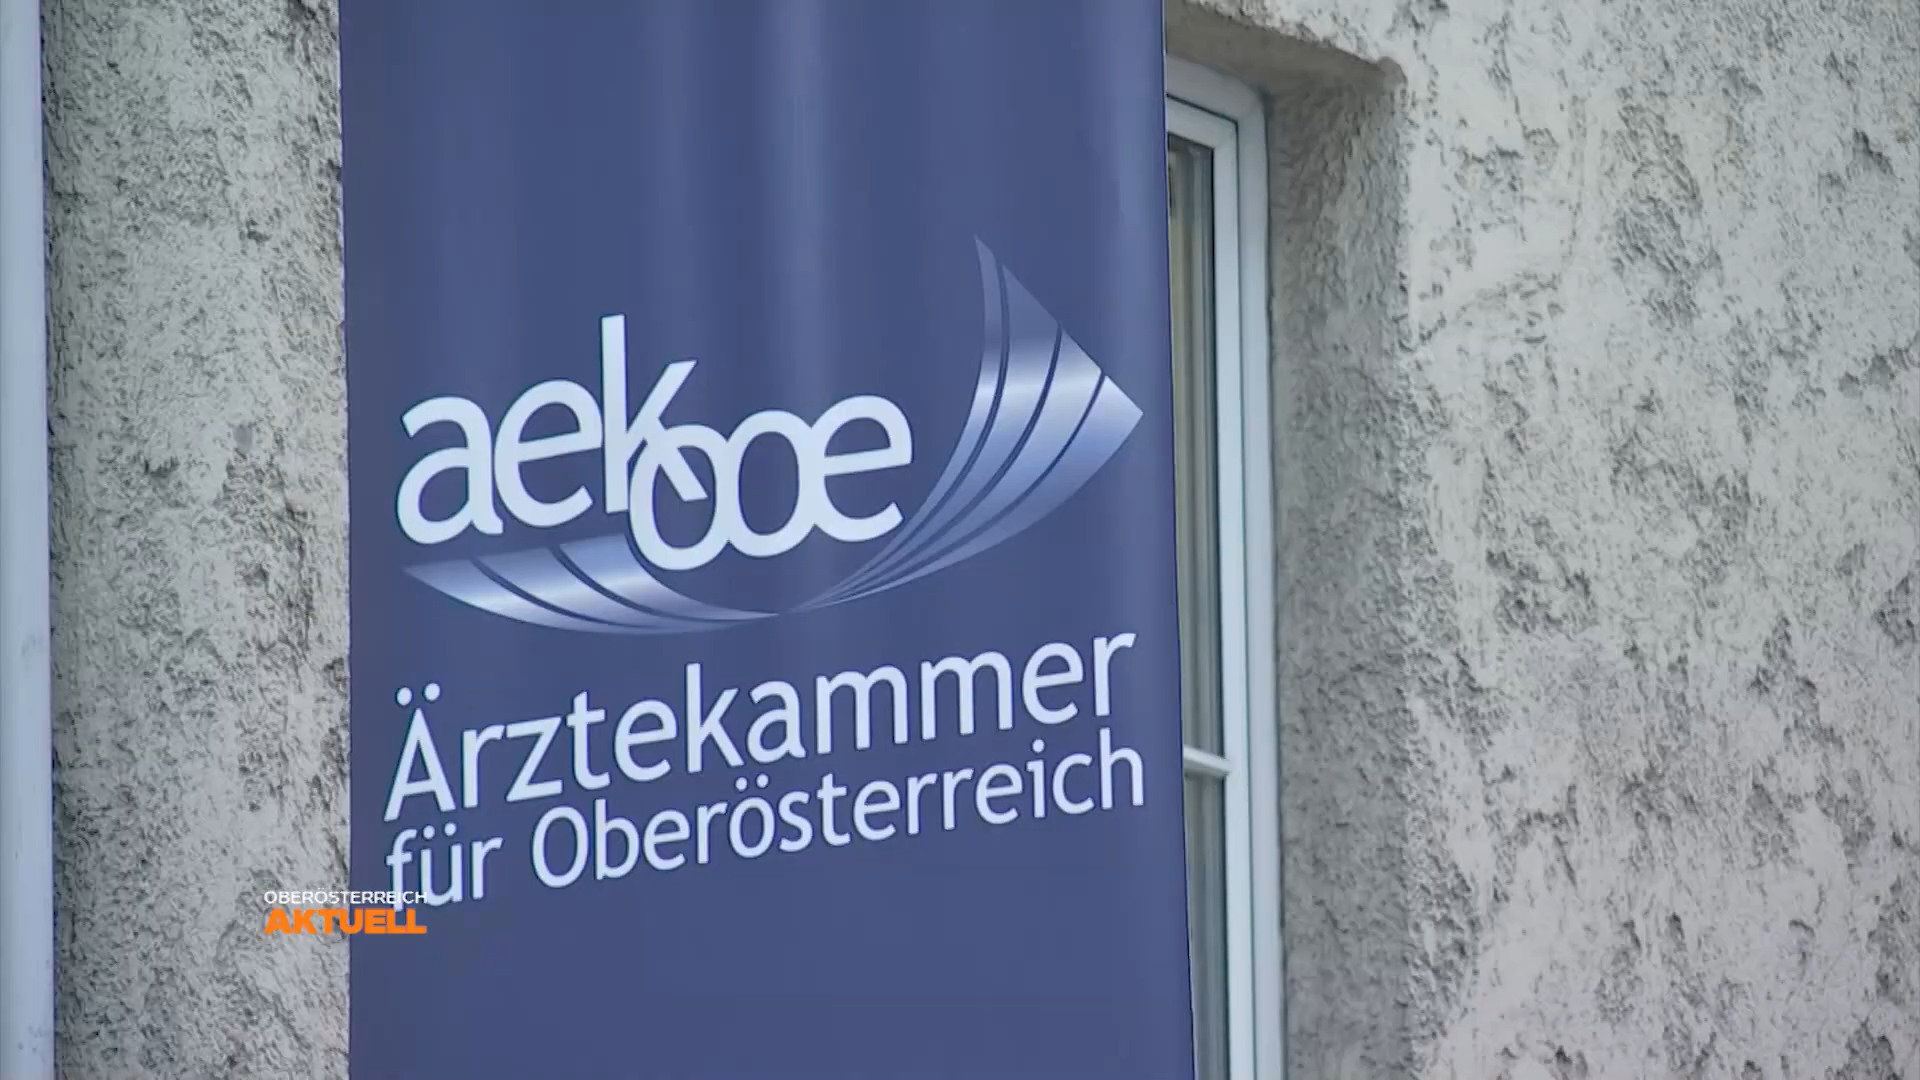 aekooe
Ärztekammer
für Oberösterreich
OBERÖSTERREICH
AKTUELL